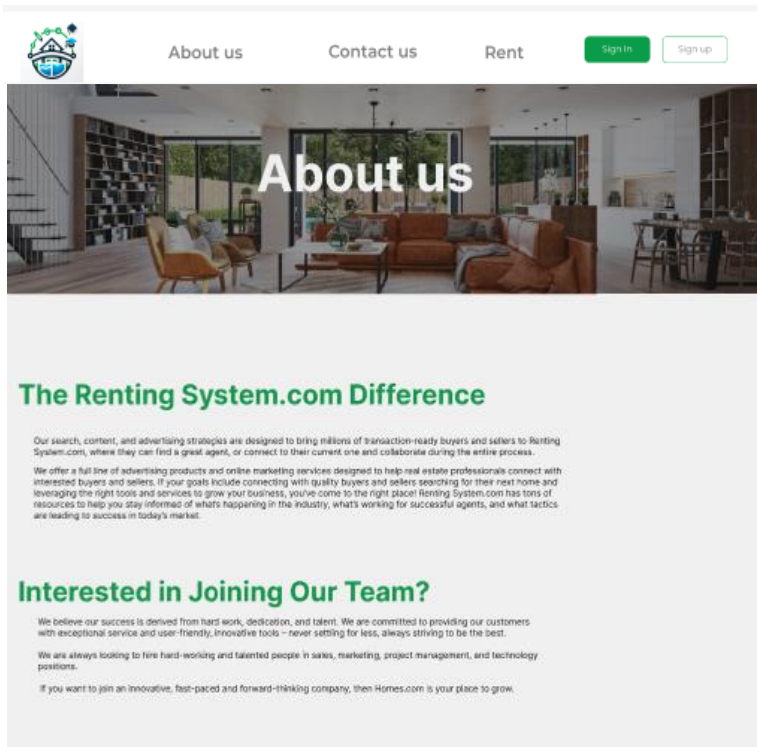 About us
Contact us
Rent
Sign In
Sign up
About us
The Renting System.com Difference
Our search, content, and advertising strategies are designed to bring millions of transaction-ready buyers and sellers to Renting
System.com, where they can find a great agent, or connect to their current one and collaborate during the entire process.
We offer a full line of advertising products and online marketing services designed to help real estate professionals connect with
interested buyers and sellers. If your goals include connecting with quality buyers and sellers searching for their next home and
leveraging the right tools and services to grow your business, you've come to the right place! Renting System.com has tons of
resources to help you stay informed of what's happening in the industry, what's working for successful agents, and what tactics
are leading to success in today's market.
Interested in Joining Our Team?
We believe our success is derived from hard work, dedication, and talent. We are committed to providing our customers
with exceptional service and user-friendly, innovative tools – never settling for less, always striving to be the best.
We are always looking to hire hard-working and talented people in sales, marketing, project management, and technology
positions.
If you want to join an innovative, fast-paced and forward-thinking company, then Homes.com is your place to grow.